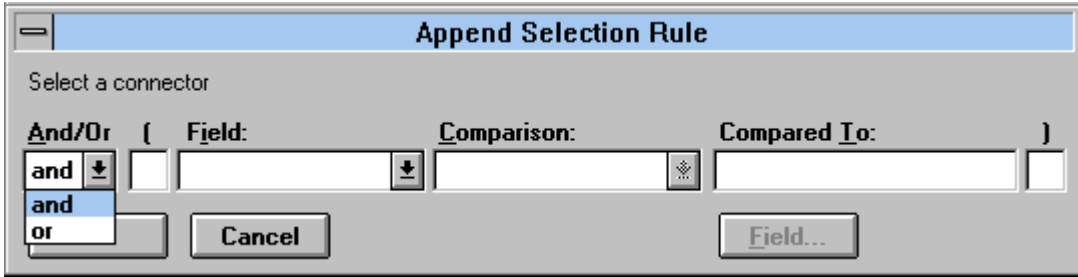 Append Selection Rule
Select a connector
And/Or ( Field: Comparison: Compared To: )
and
and
or
Cancel Field...